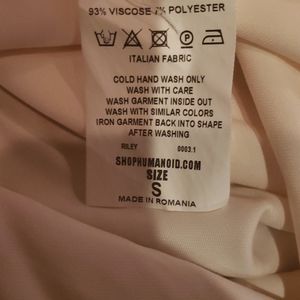 93% VISCOSE 7% POLYESTER
P
ITALIAN FABRIC
COLD HAND WASH ONLY
WASH WITH CARE
WASH GARMENT INSIDE OUT
WASH WITH SIMILAR COLORS
IRON GARMENT BACK INTO SHAPE
AFTER WASHING
RILEY 0003.1
SHOPHUMANOID.COM
SIZE
S
MADE IN ROMANIA